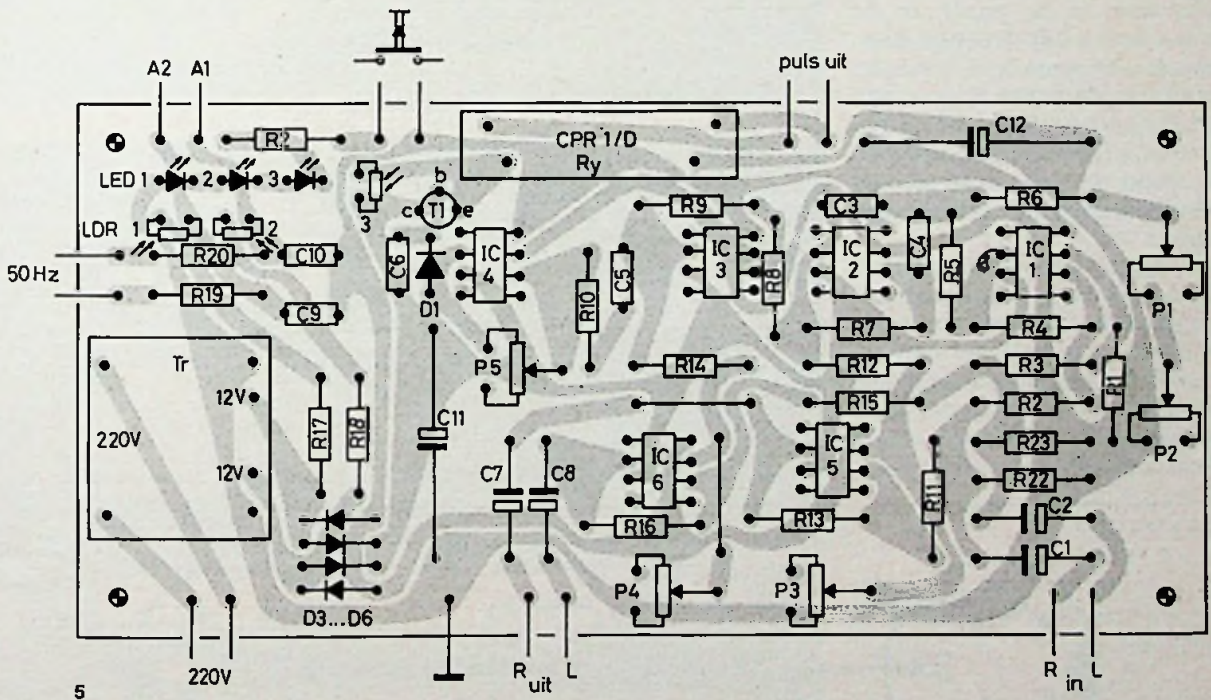 A2 A1 puls uit
R2 CPR 1/D C12
Ry
LED 1 2 3
3 b
c T1 e R9 C3 R6
LDR 1 2
R20 C10 C6 IC 4 R10 C5 IC 3 R8 IC 2 C4 R5 IC 1
50 Hz
R19 C9 D1 P1
R7 R4
Tr P5 R14 R12 R3 R1
12V
220V R17 R18 C11 R15 R2 P2
12V C7 C8 IC 6 IC 5 R11 R23
R22
R16 R13 C2
C1
P4 P3
D3...D6
220V R uit L R in L
5